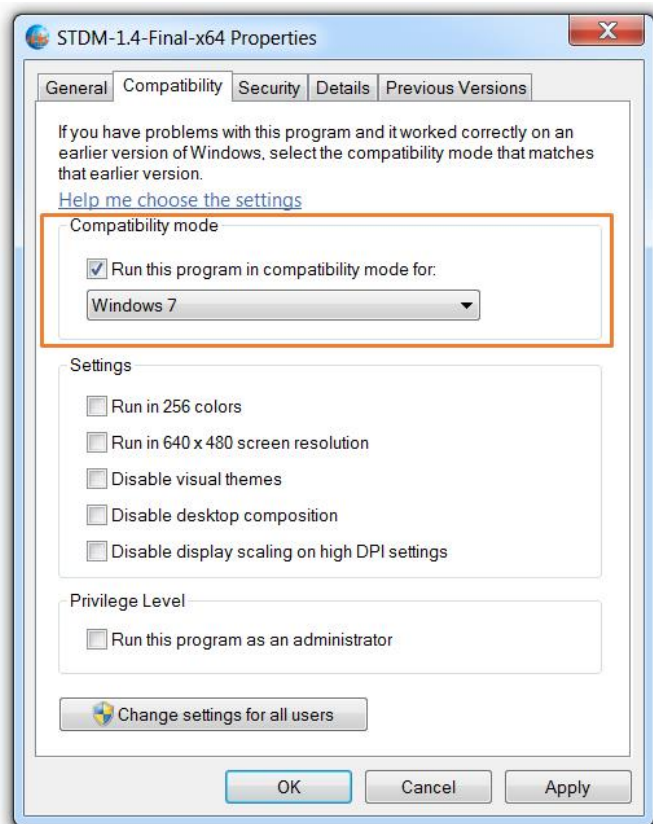 STDM-1.4-Final-x64 Properties
General Compatibility Security Details Previous Versions
If you have problems with this program and it worked correctly on an
earlier version of Windows, select the compatibility mode that matches
that earlier version.
Help me choose the settings
Compatibility mode
Run this program in compatibility mode for:
Windows 7
Settings
Run in 256 colors
Run in 640 x 480 screen resolution
Disable visual themes
Disable desktop composition
Disable display scaling on high DPI settings
Privilege Level
Run this program as an administrator
Change settings for all users
OK Cancel Apply